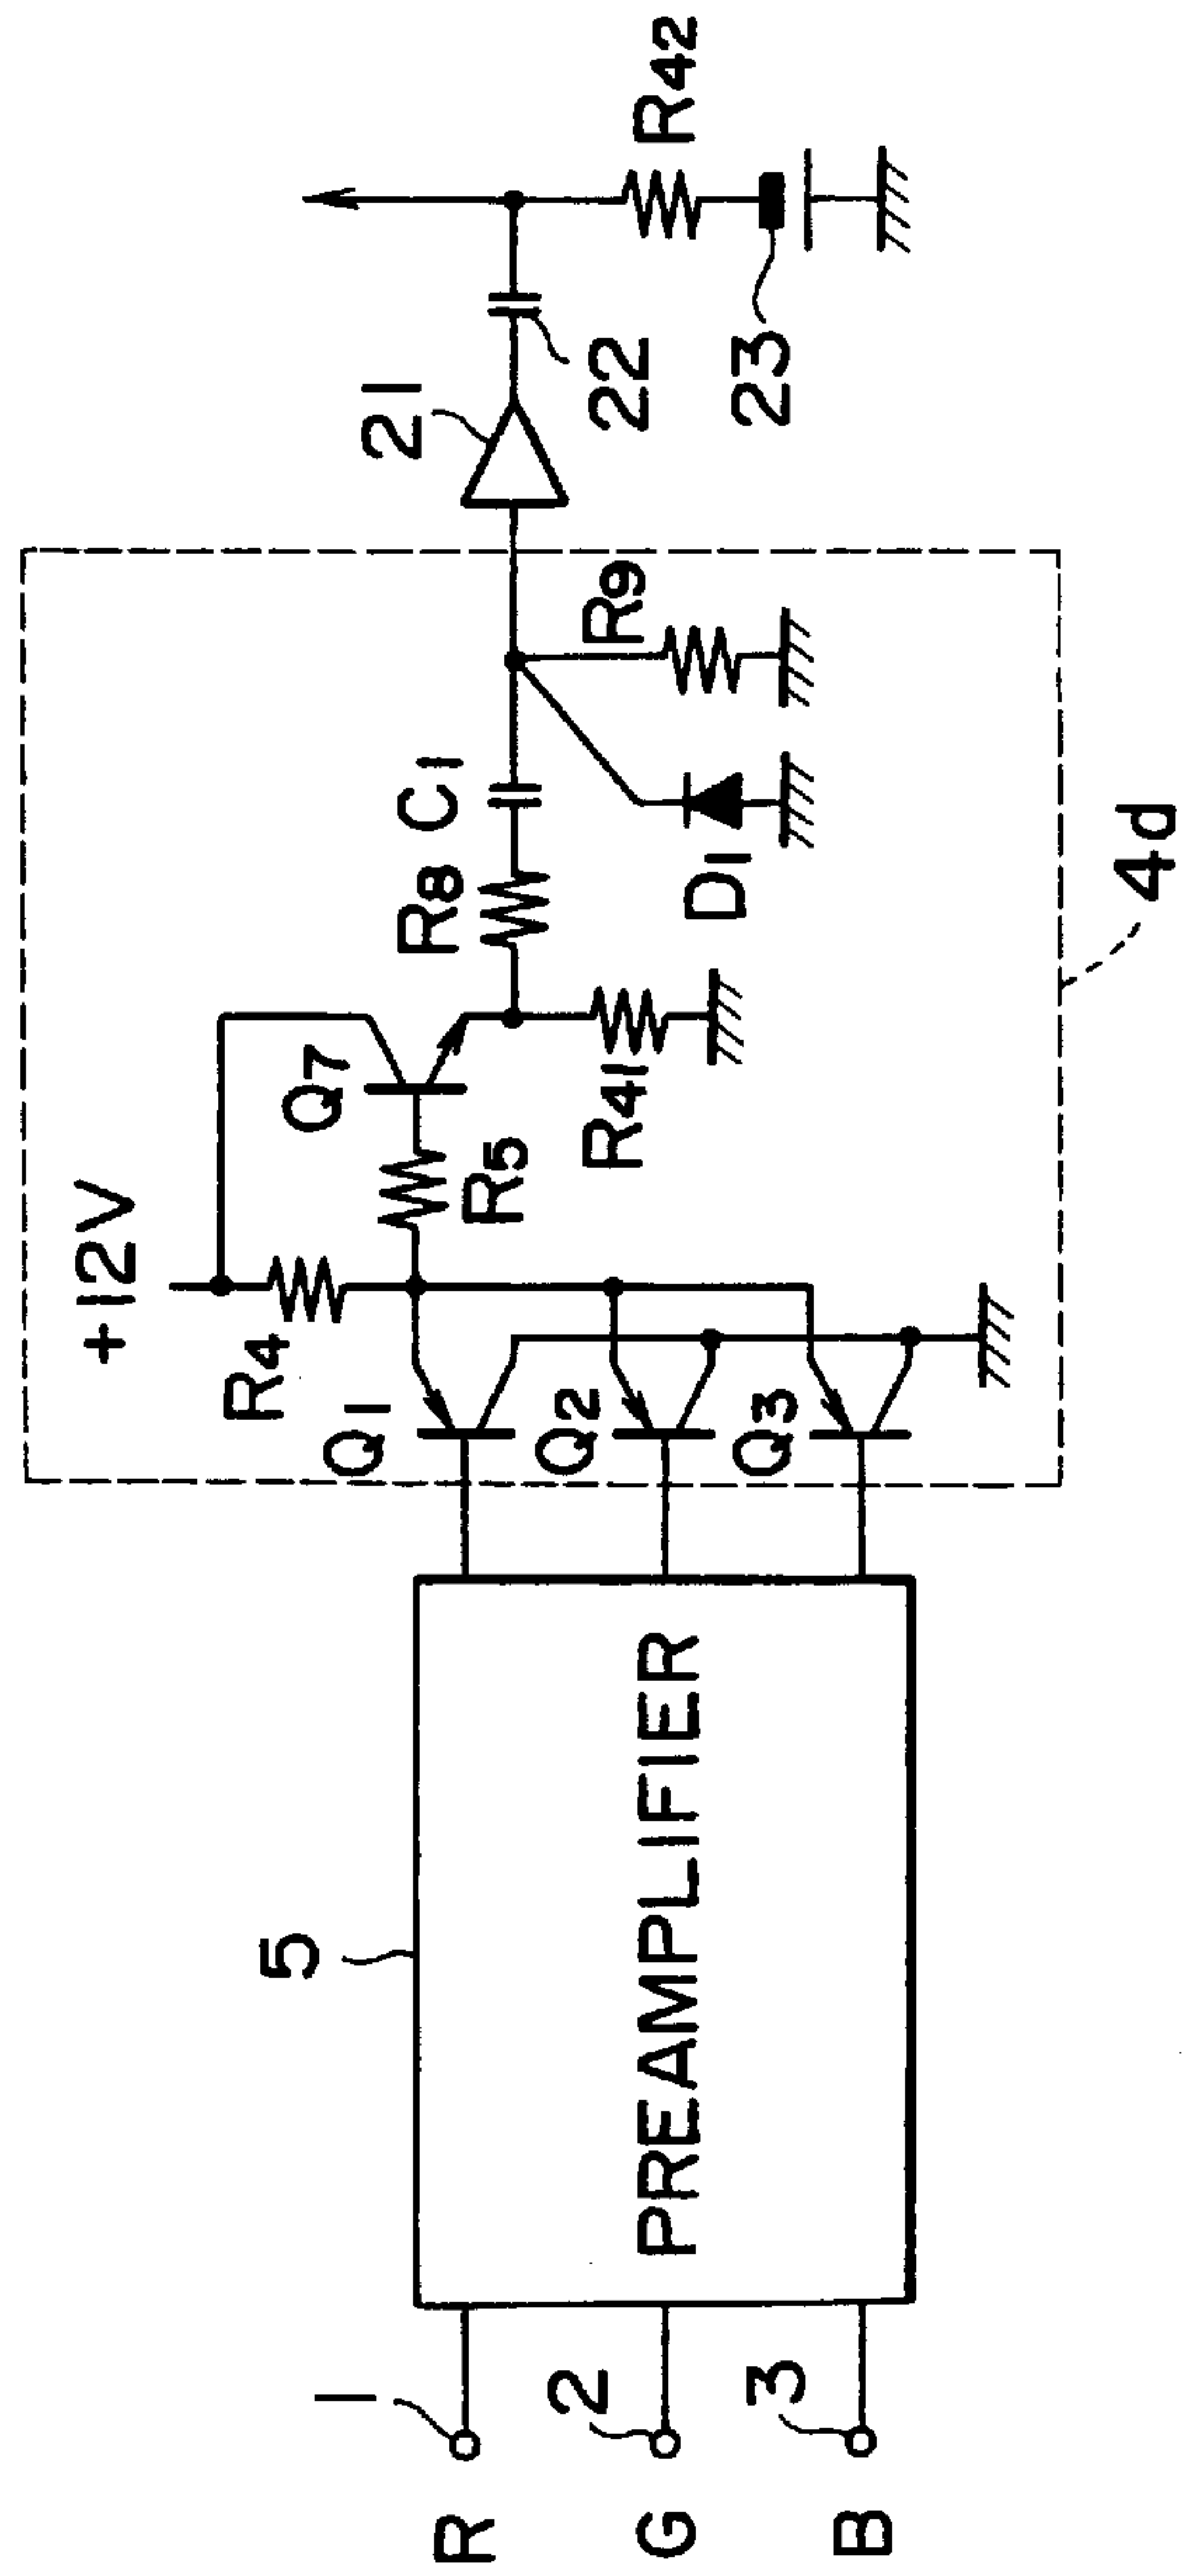 R
1
G
2
B
3
5
PREAMPLIFIER
+12V
R4
Q1
Q2
Q3
R5
Q7
R41
R8
C1
D1
R9
4d
21
22
23
R42